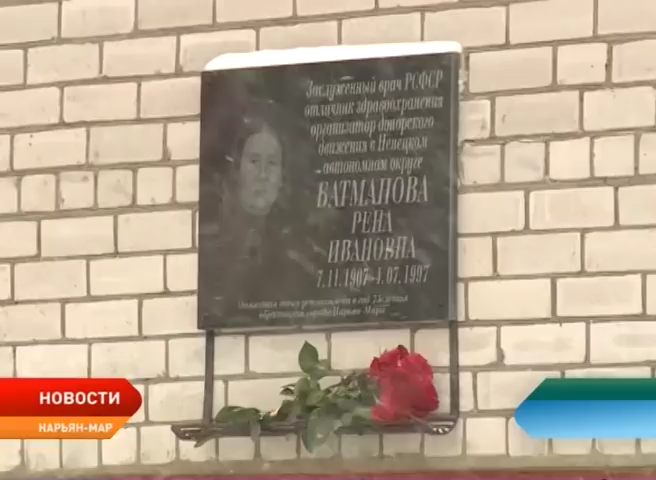 Заслуженный врач РСФСР
отличник здравоохранения
организатор донорского
движения в Ненецком
автономном округе
БАТМАНОВА
РЕНА
ИВАНОВНА
7.11.1907-4.07.1997
НОВОСТИ
НАРЬЯН-МАР